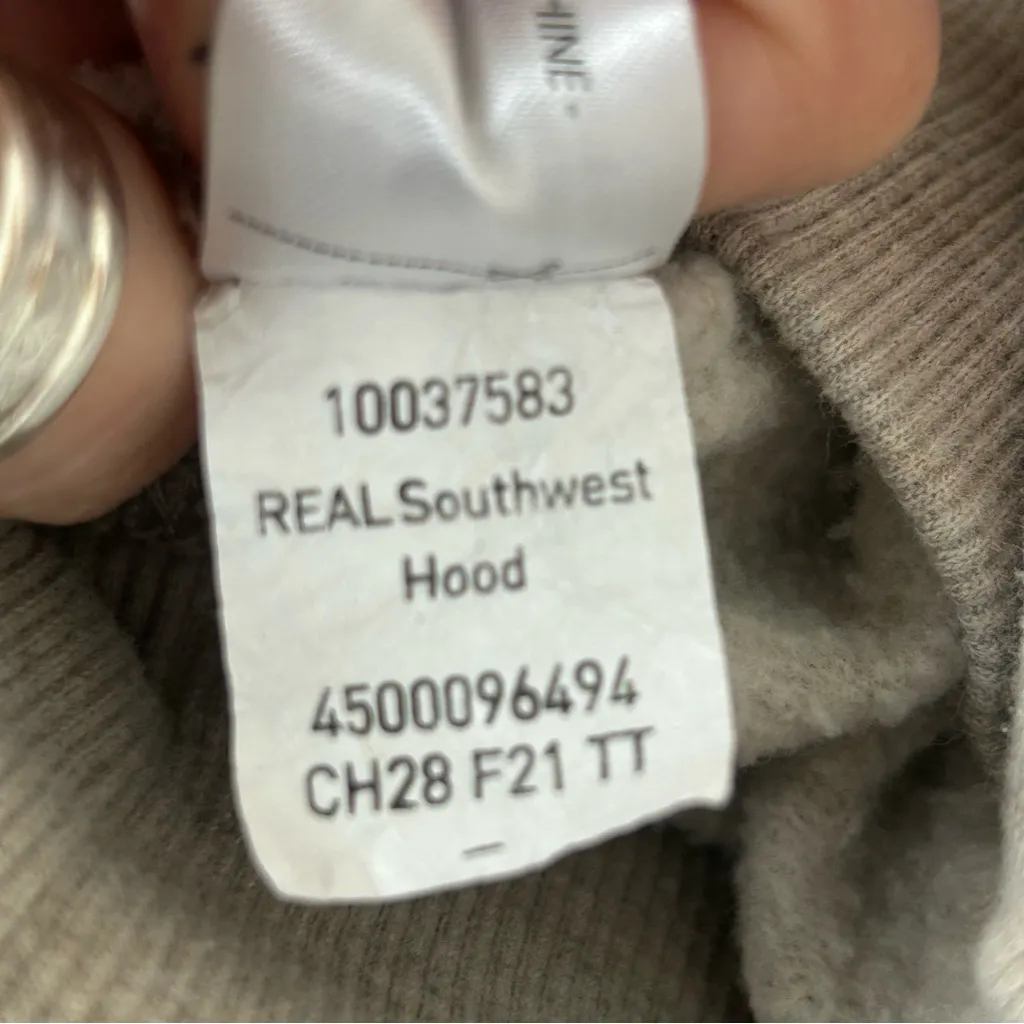 10037583
REAL Southwest
Hood
4500096494
CH28 F21 TT